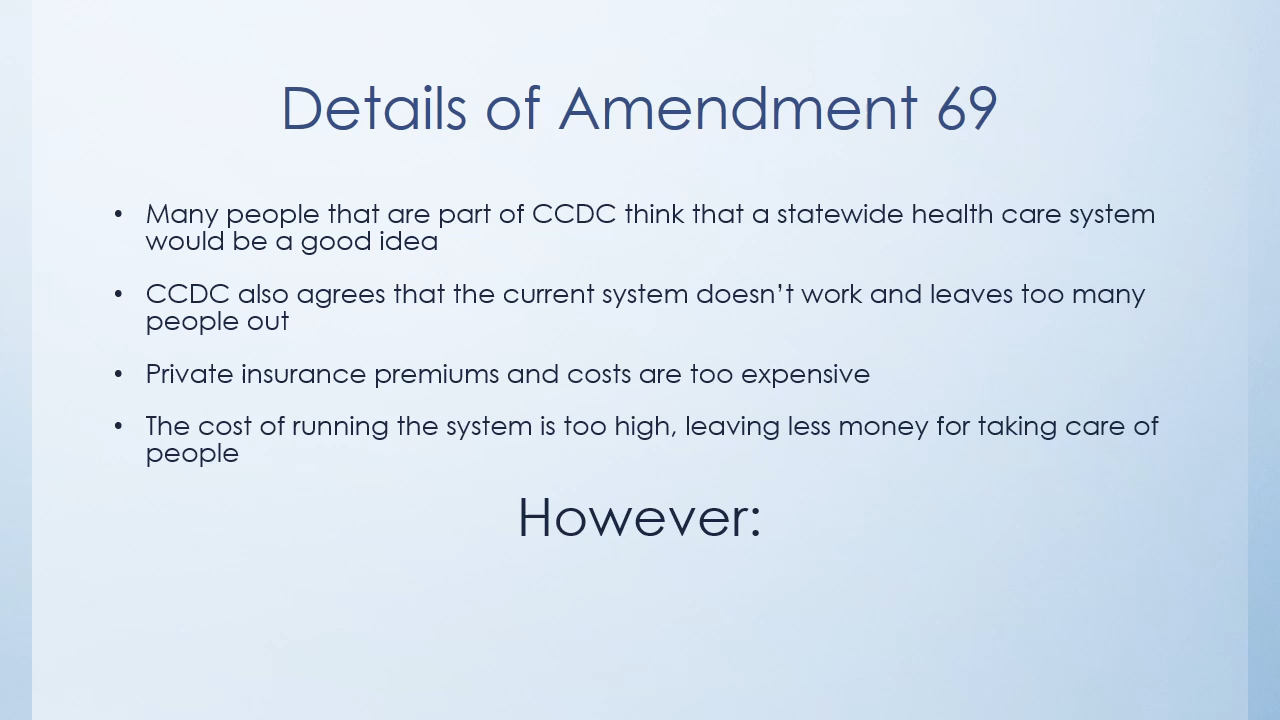 Details of Amendment 69
• Many people that are part of CCDC think that a statewide health care system
would be a good idea
• CCDC also agrees that the current system doesn’t work and leaves too many
people out
• Private insurance premiums and costs are too expensive
• The cost of running the system is too high, leaving less money for taking care of
people
However: